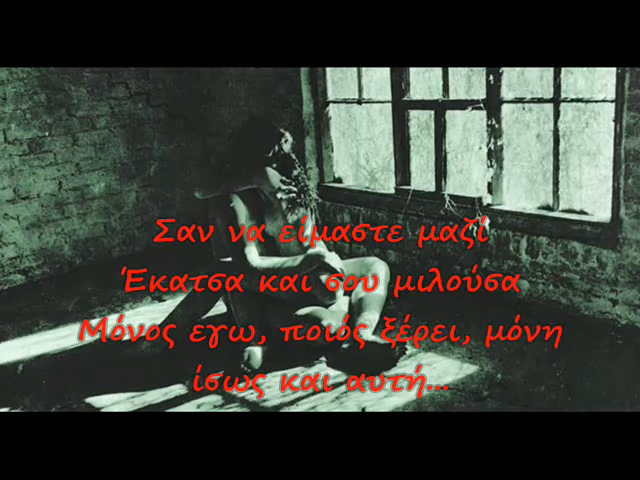 Σαν να είμαστε μαζί
Έκατσα και σου μιλούσα
Μόνος εγω, ποιός ξέρει, μόνη
ίσως και αυτή...